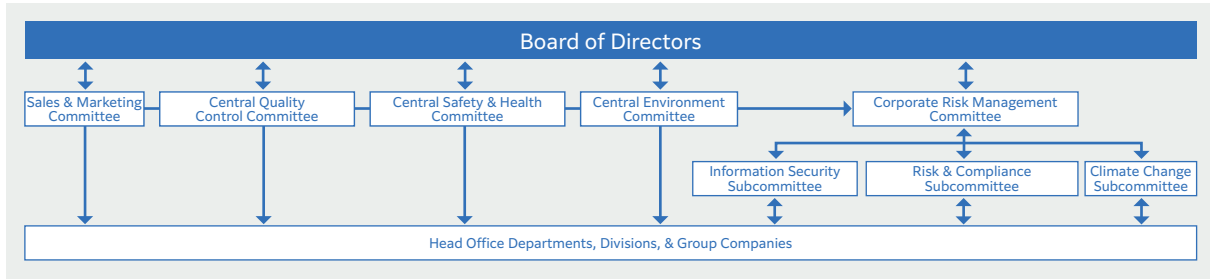 Board of Directors
Sales & Marketing
Committee
Central Quality
Control Committee
Central Safety & Health
Committee
Central Environment
Committee
Corporate Risk Management
Committee
Information Security
Subcommittee
Risk & Compliance
Subcommittee
Climate Change
Subcommittee
Head Office Departments, Divisions, & Group Companies